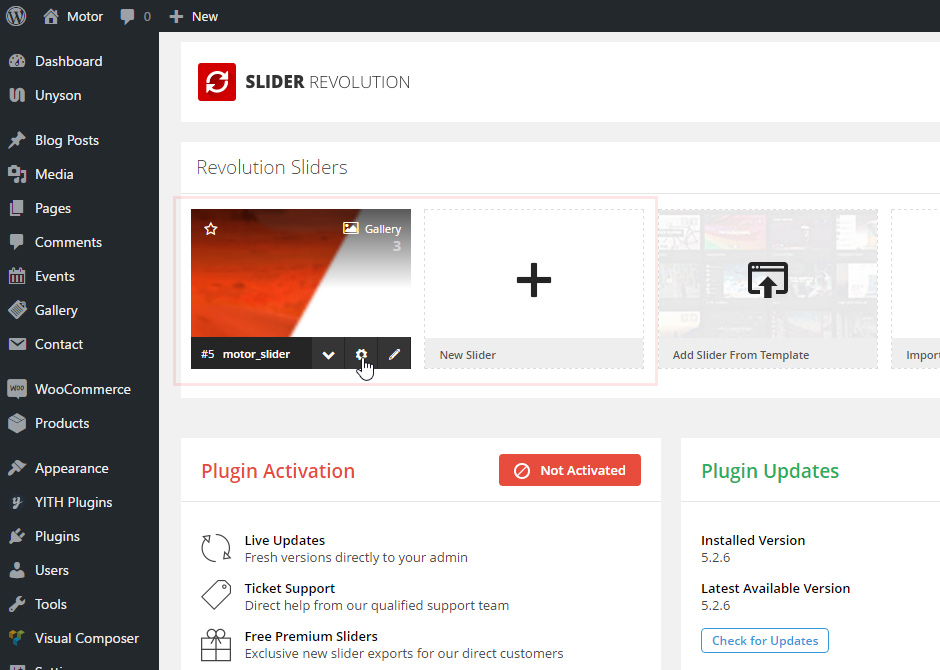 Motor 0 New
Dashboard
Unyson
Blog Posts
Media
Pages
Comments
Events
Gallery
Contact
WooCommerce
Products
Appearance
YITH Plugins
Plugins
Users
Tools
Visual Composer
SLIDER REVOLUTION
Revolution Sliders
Gallery
3
#5 motor_slider
New Slider
Add Slider From Template
Import
Plugin Activation
Not Activated
Live Updates
Fresh versions directly to your admin
Ticket Support
Direct help from our qualified support team
Free Premium Sliders
Exclusive new slider exports for our direct customers
Plugin Updates
Installed Version
5.2.6
Latest Available Version
5.2.6
Check for Updates